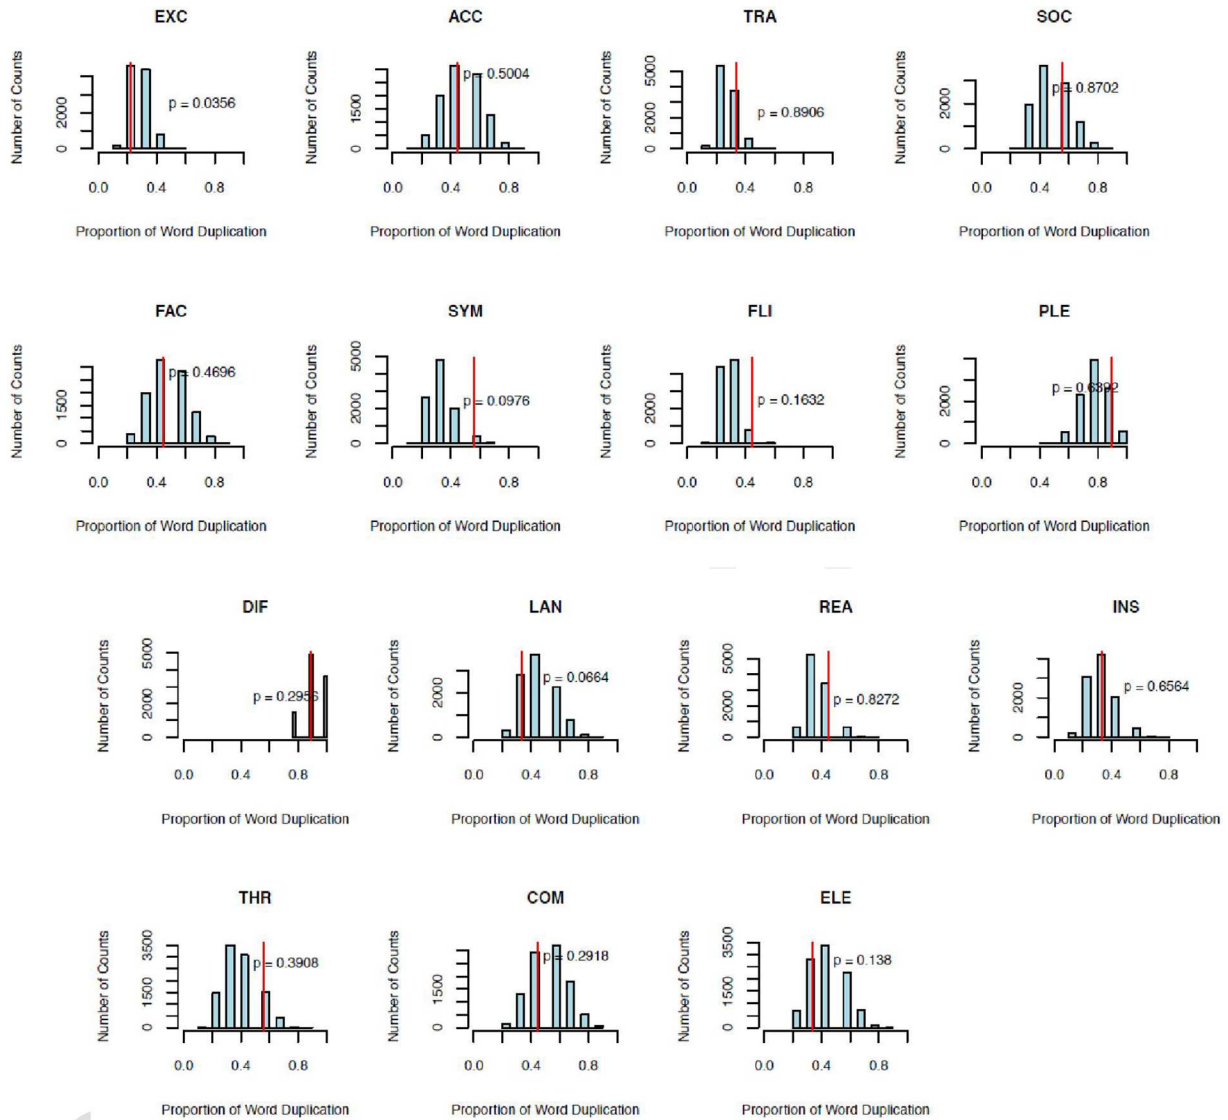 EXC
ACC
TRA
SOC
Number of Counts
0 2000
p = 0.0356
0.0 0.4 0.8
Proportion of Word Duplication
Number of Counts
0 1500
p = 0.5004
0.0 0.4 0.8
Proportion of Word Duplication
Number of Counts
0 2000 5000
p = 0.8906
0.0 0.4 0.8
Proportion of Word Duplication
Number of Counts
0 2000
p = 0.8702
0.0 0.4 0.8
Proportion of Word Duplication
FAC
SYM
FLI
PLE
Number of Counts
0 1500
p = 0.4696
0.0 0.4 0.8
Proportion of Word Duplication
Number of Counts
0 2000 5000
p = 0.0976
0.0 0.4 0.8
Proportion of Word Duplication
Number of Counts
0 2000
p = 0.1632
0.0 0.4 0.8
Proportion of Word Duplication
Number of Counts
0 2000
p = 0.6392
0.0 0.4 0.8
Proportion of Word Duplication
DIF
LAN
REA
INS
Number of Counts
0 2000 5000
p = 0.2956
0.0 0.4 0.8
Proportion of Word Duplication
Number of Counts
0 2000
p = 0.0664
0.0 0.4 0.8
Proportion of Word Duplication
Number of Counts
0 2000 5000
p = 0.8272
0.0 0.4 0.8
Proportion of Word Duplication
Number of Counts
0 2000
p = 0.6564
0.0 0.4 0.8
Proportion of Word Duplication
THR
COM
ELE
Number of Counts
0 1500 3500
p = 0.3908
0.0 0.4 0.8
Proportion of Word Duplication
Number of Counts
0 1500
p = 0.2918
0.0 0.4 0.8
Proportion of Word Duplication
Number of Counts
0 1500 3500
p = 0.138
0.0 0.4 0.8
Proportion of Word Duplication